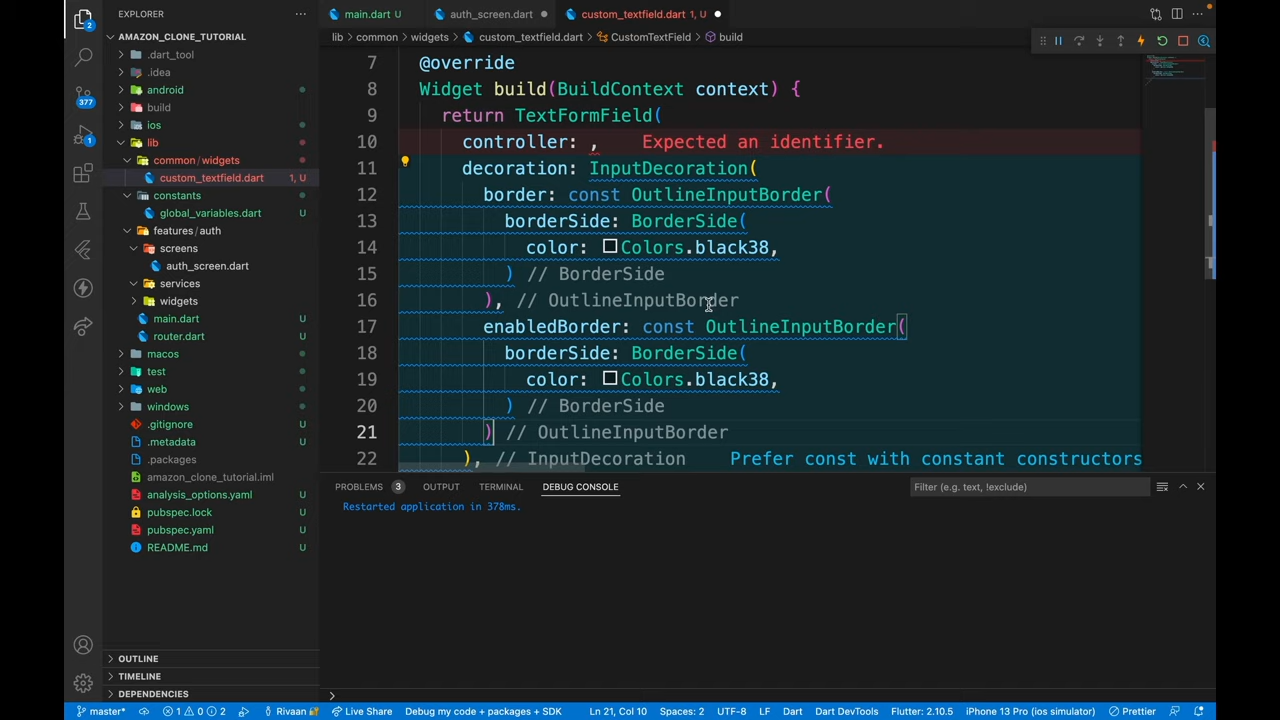 EXPLORER
main.dart U
auth_screen.dart
custom_textfield.dart 1, U
AMAZON_CLONE_TUTORIAL
lib > common > widgets > custom_textfield.dart > CustomTextField > build
.dart_tool
.idea
android
build
ios
lib
common/widgets
custom_textfield.dart 1, U
constants
global_variables.dart U
features/auth
screens
auth_screen.dart
services
widgets
main.dart U
router.dart U
macos
test
web
windows
.gitignore U
.metadata U
.packages
amazon_clone_tutorial.iml
analysis_options.yaml U
pubspec.lock U
pubspec.yaml U
README.md U
OUTLINE
TIMELINE
DEPENDENCIES
2
377
1
7 @override
8 Widget build(BuildContext context) {
9 return TextFormField(
10 controller: , Expected an identifier.
11 decoration: InputDecoration(
12 border: const OutlineInputBorder(
13 borderSide: BorderSide(
14 color: Colors.black38,
15 ) // BorderSide
16 ), // OutlineInputBorder
17 enabledBorder: const OutlineInputBorder(
18 borderSide: BorderSide(
19 color: Colors.black38,
20 ) // BorderSide
21 ) // OutlineInputBorder
22 ), // InputDecoration Prefer const with constant constructors
PROBLEMS 3 OUTPUT TERMINAL DEBUG CONSOLE Filter (e.g. text, !exclude)
Restarted application in 378ms.
master* 1 0 2 Rivaan Live Share Debug my code + packages + SDK Ln 21, Col 10 Spaces: 2 UTF-8 LF Dart Dart DevTools Flutter: 2.10.5 iPhone 13 Pro (ios simulator) Prettier